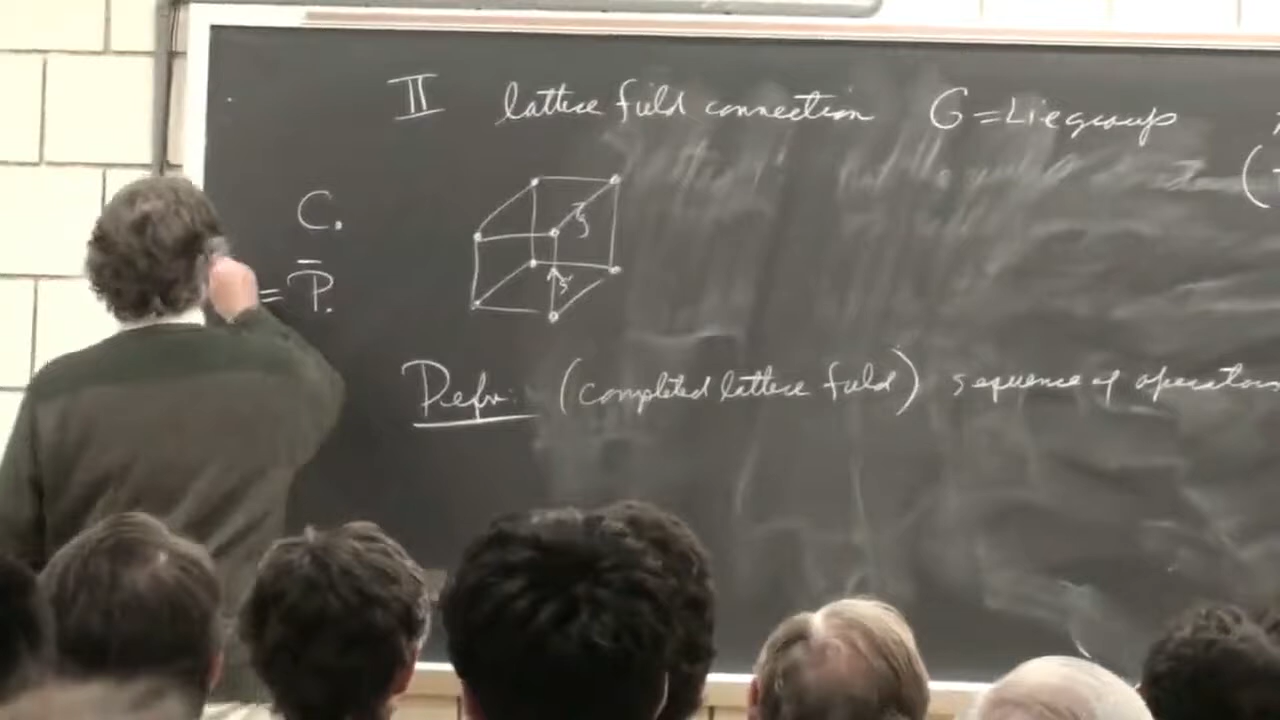 II lattice field connection G = Lie group
(
C.
= P̅.
ξ
ξ
Defn: (completed lattice field) sequence of operators